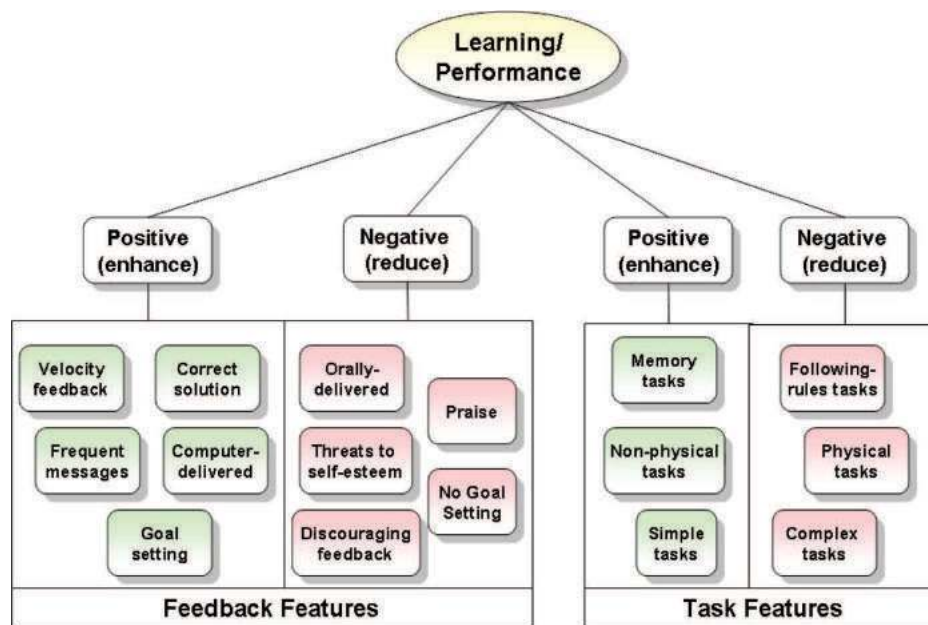 Learning/
Performance
Positive
(enhance)
Negative
(reduce)
Positive
(enhance)
Negative
(reduce)
Velocity
feedback
Correct
solution
Frequent
messages
Computer-
delivered
Goal
setting
Orally-
delivered
Praise
Threats to
self-esteem
No Goal
Setting
Discouraging
feedback
Memory
tasks
Non-physical
tasks
Simple
tasks
Following-
rules tasks
Physical
tasks
Complex
tasks
Feedback Features
Task Features